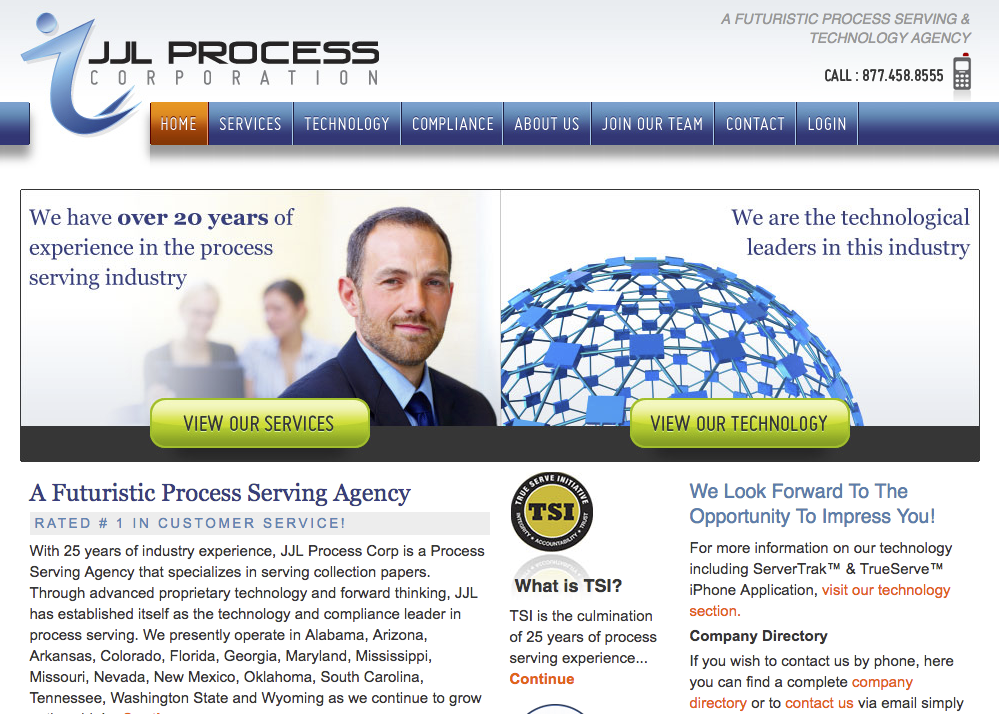 A FUTURISTIC PROCESS SERVING &
TECHNOLOGY AGENCY
JJL PROCESS
CORPORATION
CALL : 877.458.8555
HOME SERVICES TECHNOLOGY COMPLIANCE ABOUT US JOIN OUR TEAM CONTACT LOGIN
We have over 20 years of
experience in the process
serving industry
We are the technological
leaders in this industry
VIEW OUR SERVICES
VIEW OUR TECHNOLOGY
A Futuristic Process Serving Agency
RATED # 1 IN CUSTOMER SERVICE!
With 25 years of industry experience, JJL Process Corp is a Process
Serving Agency that specializes in serving collection papers.
Through advanced proprietary technology and forward thinking, JJL
has established itself as the technology and compliance leader in
process serving. We presently operate in Alabama, Arizona,
Arkansas, Colorado, Florida, Georgia, Maryland, Mississippi,
Missouri, Nevada, New Mexico, Oklahoma, South Carolina,
Tennessee, Washington State and Wyoming as we continue to grow
TRUE SERVE INITIATIVE
TSI
INTEGRITY • ACCOUNTABILITY • TRUST
What is TSI?
TSI is the culmination
of 25 years of process
serving experience...
Continue
We Look Forward To The
Opportunity To Impress You!
For more information on our technology
including ServerTrak™ & TrueServe™
iPhone Application, visit our technology
section.
Company Directory
If you wish to contact us by phone, here
you can find a complete company
directory or to contact us via email simply